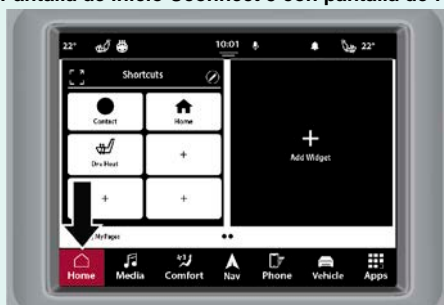 Pantalla de inicio Uconnect 5 con pantalla de
22°
10:01
22°
Shortcuts
Contact
Home
Drv Heat
+
+
+
+
Add Widget
My Pages
Home
Media
Comfort
Nav
Phone
Vehicle
Apps